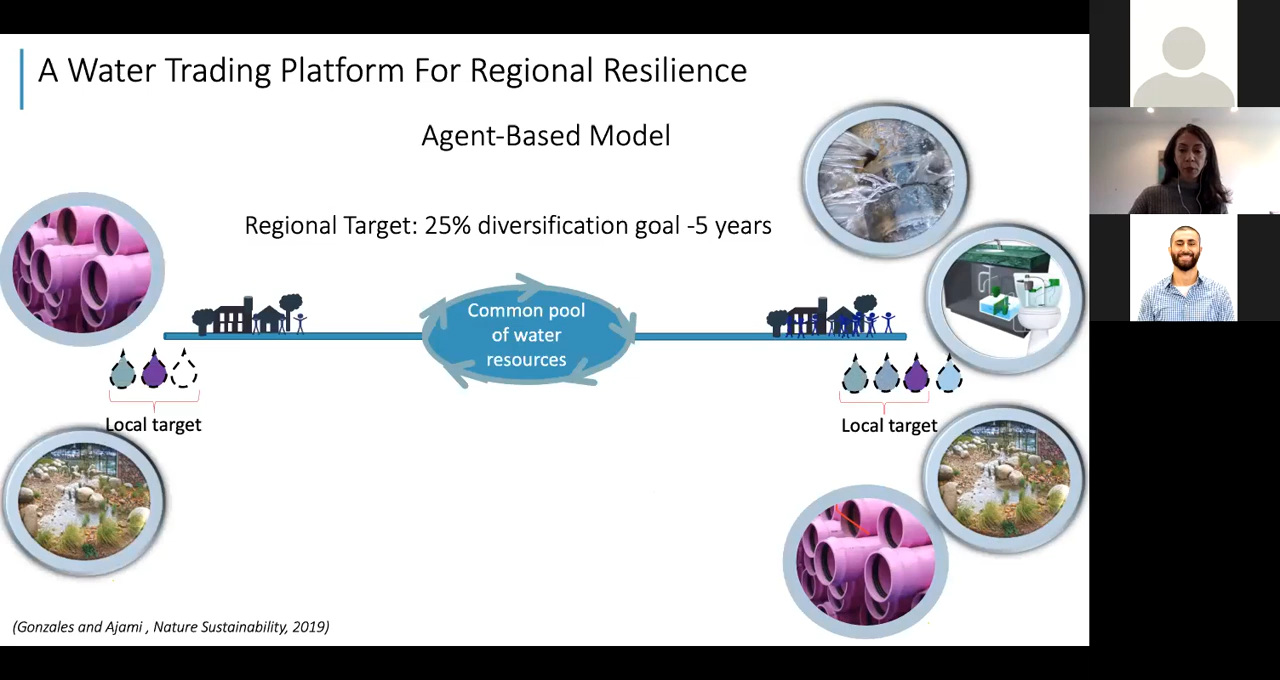 A Water Trading Platform For Regional Resilience
Agent-Based Model
Regional Target: 25% diversification goal -5 years
Common pool
of water
resources
Local target
Local target
(Gonzales and Ajami , Nature Sustainability, 2019)